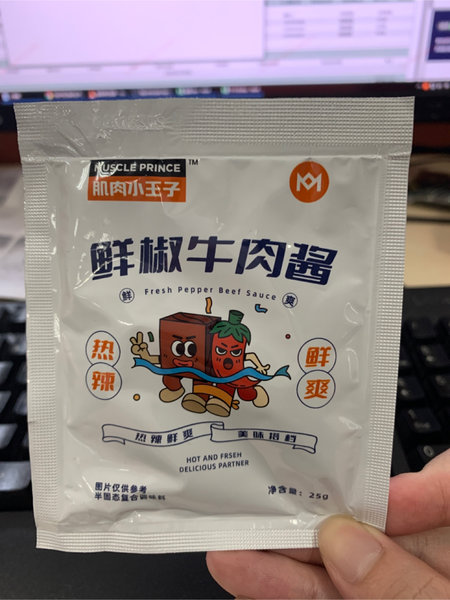 MUSCLE PRINCE™
肌肉小王子
鲜椒牛肉酱
鲜 Fresh Pepper Beef Sauce 爽
热辣
鲜爽
热辣鲜爽 美味搭档
HOT AND FRSEH
DELICIOUS PARTNER
图片仅供参考
半固态复合调味料
净含量：25g